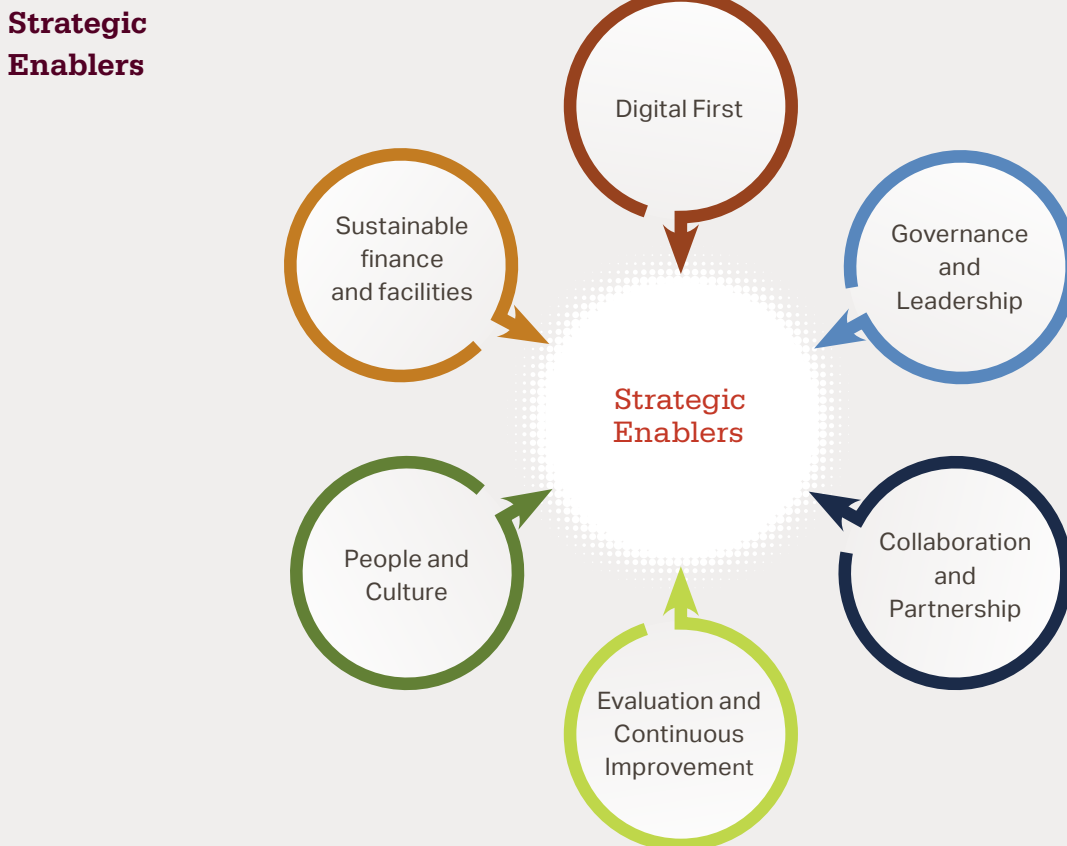 Strategic
Enablers
Digital First
Sustainable
finance
and facilities
Governance
and
Leadership
Strategic
Enablers
People and
Culture
Collaboration
and
Partnership
Evaluation and
Continuous
Improvement